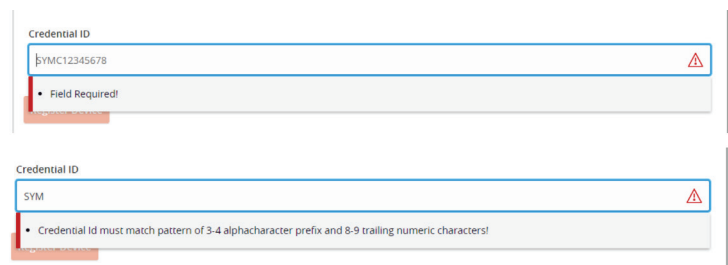 Credential ID
SYMC12345678
Field Required!
Credential ID
SYM
Credential Id must match pattern of 3-4 alphacharacter prefix and 8-9 trailing numeric characters!